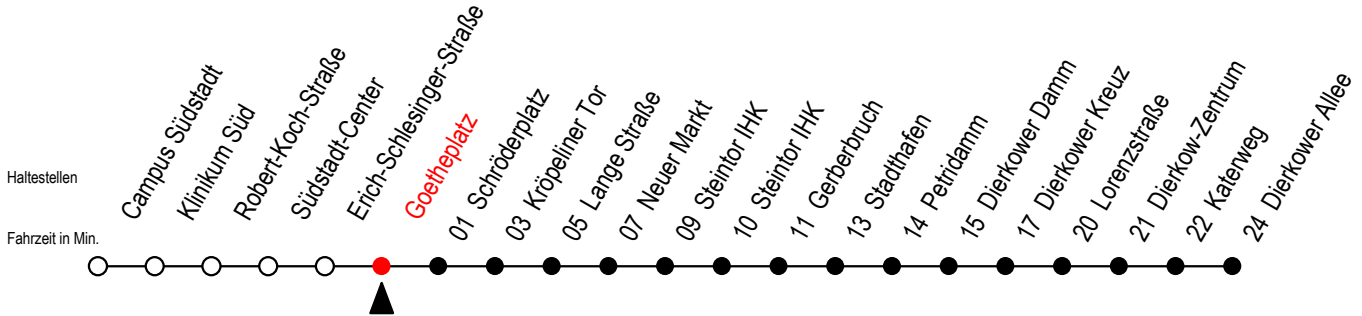 Haltestellen
Fahrzeit in Min.
Campus Südstadt
Klinikum Süd
Robert-Koch-Straße
Südstadt-Center
Erich-Schlesinger-Straße
Goetheplatz
01 Schröderplatz
03 Kröpeliner Tor
05 Lange Straße
07 Neuer Markt
09 Steintor IHK
10 Steintor IHK
11 Gerberbruch
13 Stadthafen
14 Petridamm
15 Dierkower Damm
17 Dierkower Kreuz
20 Lorenzstraße
21 Dierkow-Zentrum
22 Katenweg
24 Dierkower Allee